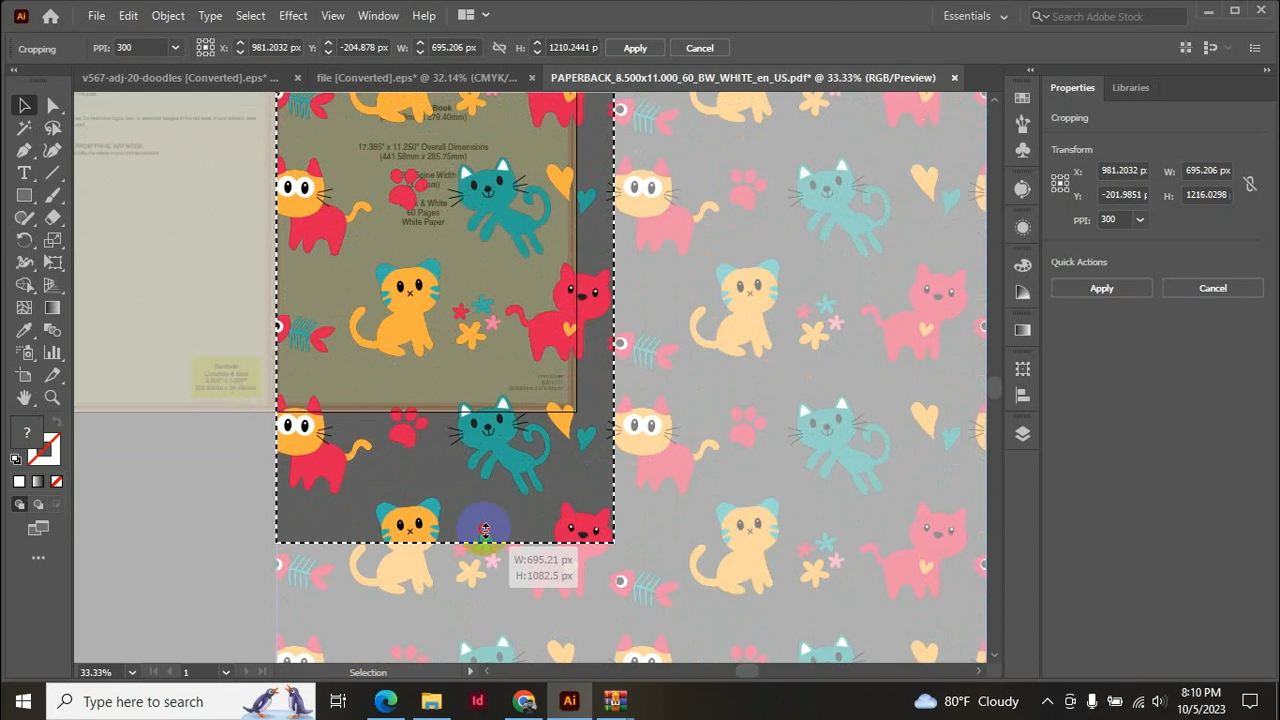 Ai File Edit Object Type Select Effect View Window Help Essentials Search Adobe Stock
Cropping PPI: 300 X: 981.2032 px Y: -204.878 px W: 695.206 px H: 1210.2441 p Apply Cancel
v567-adj-20-doodles [Converted].eps* ... × file [Converted].eps* @ 32.14% (CMYK/... × PAPERBACK_8.500x11.000_60_BW_WHITE_en_US.pdf* @ 33.33% (RGB/Preview) ×
Properties Libraries
Cropping
Transform
X: 981.2032 px W: 695.206 px
Y: -201.9851 H: 1216.0298
PPI: 300
Quick Actions
Apply Cancel
Book
279.40mm)
17.385" x 11.250" Overall Dimensions
(441.58mm x 285.75mm)
Spine Width
& White
60 Pages
White Paper
W:695.21 px
H:1082.5 px
?
33.33% 1 Selection
Type here to search
Id
Ai
80°F Cloudy
8:10 PM
10/5/2023